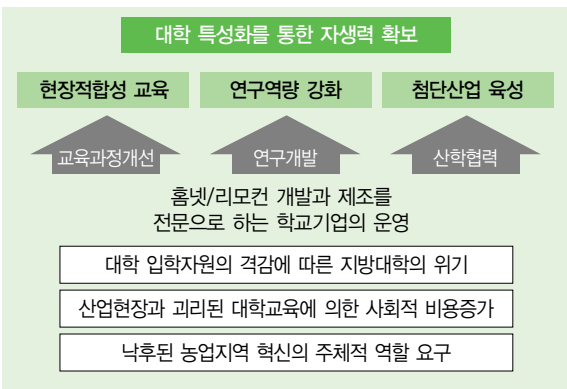 대학 특성화를 통한 자생력 확보
현장적합성 교육
연구역량 강화
첨단산업 육성
교육과정개선
연구개발
산학협력
홈넷/리모컨 개발과 제조를
전문으로 하는 학교기업의 운영
대학 입학자원의 격감에 따른 지방대학의 위기
산업현장과 괴리된 대학교육에 의한 사회적 비용증가
낙후된 농업지역 혁신의 주체적 역할 요구